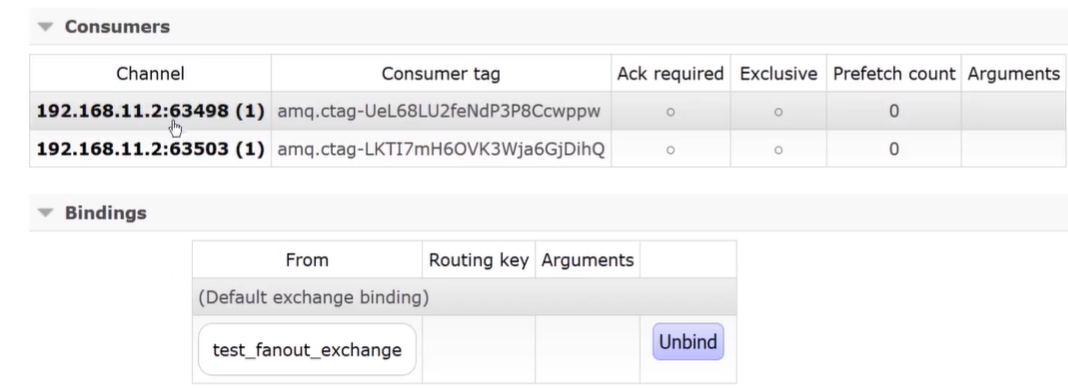 Consumers
Channel Consumer tag Ack required Exclusive Prefetch count Arguments
192.168.11.2:63498 (1) amq.ctag-UeL68LU2feNdP3P8Ccwppw ○ ○ 0
192.168.11.2:63503 (1) amq.ctag-LKTI7mH6OVK3Wja6GjDihQ ○ ○ 0
Bindings
From Routing key Arguments
(Default exchange binding)
test_fanout_exchange Unbind